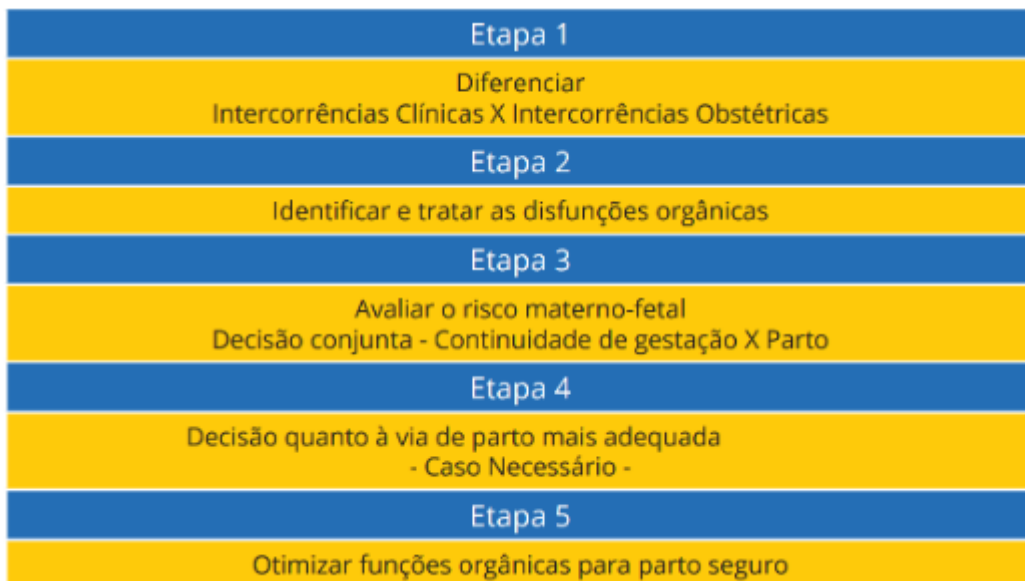 Etapa 1
Diferenciar
Intercorrências Clínicas X Intercorrências Obstétricas
Etapa 2
Identificar e tratar as disfunções orgânicas
Etapa 3
Avaliar o risco materno-fetal
Decisão conjunta - Continuidade de gestação X Parto
Etapa 4
Decisão quanto à via de parto mais adequada
- Caso Necessário -
Etapa 5
Otimizar funções orgânicas para parto seguro